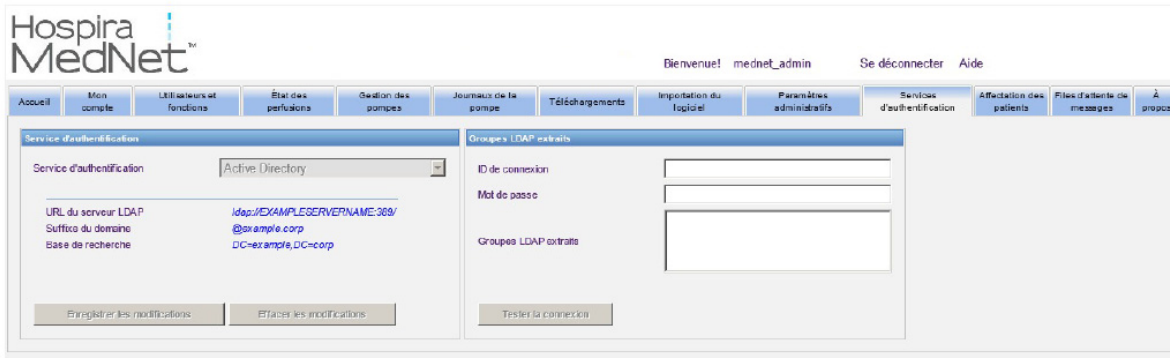 Hospira
MedNet™
Bienvenue! mednet_admin Se déconnecter Aide
Accueil
Mon compte
Utilisateurs et fonctions
État des perfusions
Gestion des pompes
Journaux de la pompe
Téléchargements
Importation du logiciel
Paramètres administratifs
Services d'authentification
Affectation des patients
Files d'attente de messages
À propos
Service d'authentification
Service d'authentification Active Directory
URL du serveur LDAP ldap://EXAMPLESERVERNAME:389/
Suffixe du domaine @example.corp
Base de recherche DC=example,DC=corp
Enregistrer les modifications Effacer les modifications
Groupes LDAP extraits
ID de connexion
Mot de passe
Groupes LDAP extraits
Tester la connexion